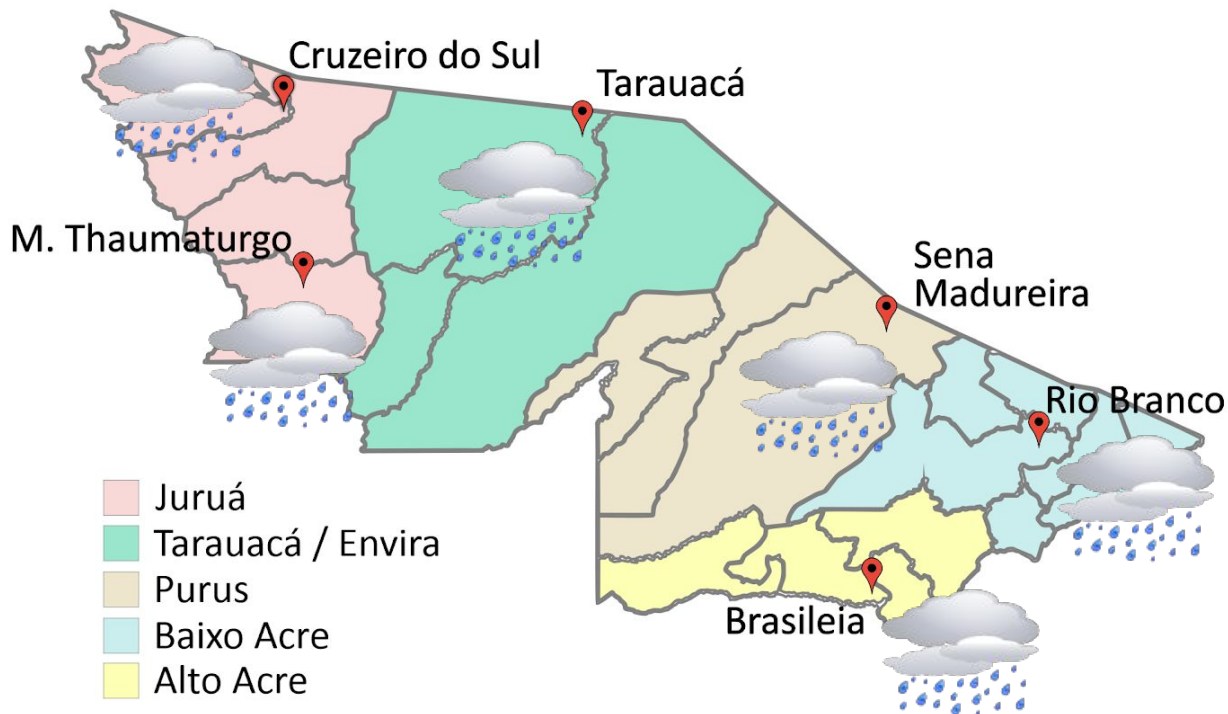 Cruzeiro do Sul
Tarauacá
M. Thaumaturgo
Sena
Madureira
Rio Branco
Brasileia
Juruá
Tarauacá / Envira
Purus
Baixo Acre
Alto Acre